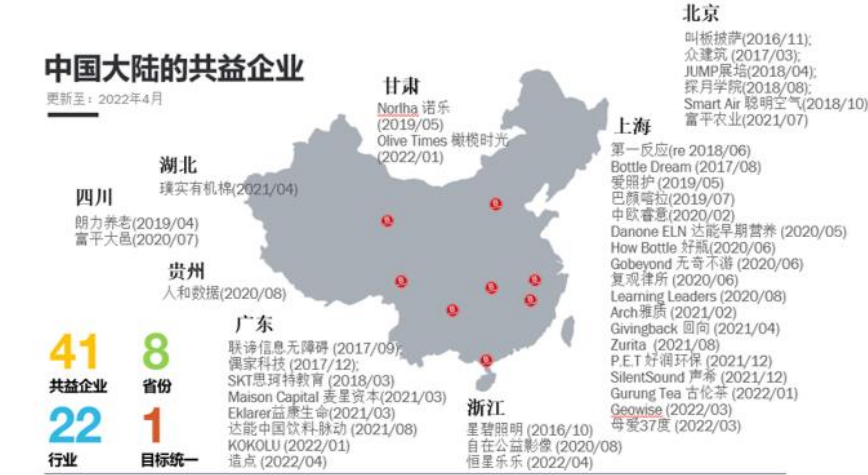 中国大陆的共益企业
更新至：2022年4月
北京
叫板披萨(2016/11);
众建筑 (2017/03);
JUMP展培(2018/04);
探月学院(2018/08);
Smart Air 聪明空气(2018/10)
富平农业(2021/07)
甘肃
Norlha 诺乐
(2019/05)
Olive Times 橄榄时光
(2022/01)
上海
第一反应(re 2018/06)
Bottle Dream (2017/08)
爱照护 (2019/05)
巴颜喀拉(2019/07)
中欧睿意(2020/02)
Danone ELN 达能早期营养 (2020/05)
How Bottle 好瓶(2020/06)
Gobeyond 无奇不游 (2020/06)
复观律所 (2020/06)
Learning Leaders (2020/08)
Arch雅质 (2021/02)
Givingback 回向 (2021/04)
Zurita (2021/08)
P.E.T 好润环保 (2021/12)
SilentSound 声希 (2021/12)
Gurung Tea 古伦茶 (2022/01)
Geowise (2022/03)
母爱37度 (2022/03)
湖北
璞实有机棉(2021/04)
四川
朗力养老(2019/04)
富平大邑(2020/07)
贵州
人和数据(2020/08)
广东
联谛信息无障碍 (2017/09);
偶家科技 (2017/12);
SKT思珂特教育 (2018/03)
Maison Capital 麦星资本(2021/03)
Eklarer益康生命(2021/03)
达能中国饮料-脉动 (2021/08)
KOKOLU (2022/01)
造点 (2022/04)
浙江
星碧照明 (2016/10)
自在公益影像 (2020/08)
恒星乐乐 (2022/04)
41
共益企业
8
省份
22
行业
1
目标统一